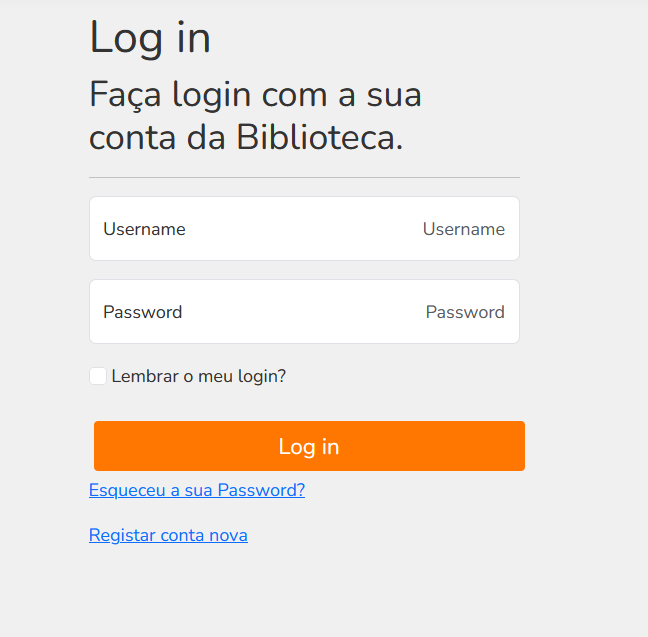 Log in
Faça login com a sua
conta da Biblioteca.
Username Username
Password Password
Lembrar o meu login?
Log in
Esqueceu a sua Password?
Registar conta nova